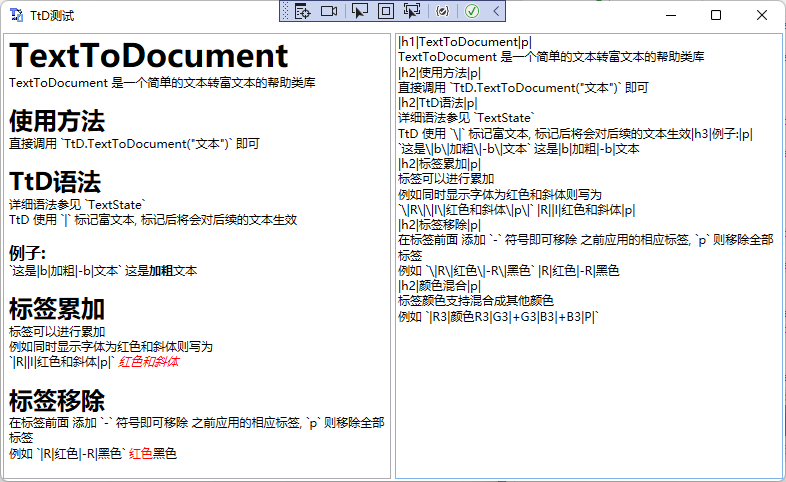 TtD测试
TextToDocument
TextToDocument 是一个简单的文本转富文本的帮助类库
使用方法
直接调用 `TtD.TextToDocument("文本")` 即可
TtD语法
详细语法参见 `TextState`
TtD 使用 `|` 标记富文本, 标记后将会对后续的文本生效
例子:
`这是|b|加粗|-b|文本` 这是加粗文本
标签累加
标签可以进行累加
例如同时显示字体为红色和斜体则写为
`|R||I|红色和斜体|p|` 红色和斜体
标签移除
在标签前面 添加 `-` 符号即可移除 之前应用的相应标签, `p` 则移除全部
标签
例如 `|R|红色|-R|黑色` 红色黑色
|h1|TextToDocument|p|
TextToDocument 是一个简单的文本转富文本的帮助类库
|h2|使用方法|p|
直接调用 `TtD.TextToDocument("文本")` 即可
|h2|TtD语法|p|
详细语法参见 `TextState`
TtD 使用 `\|` 标记富文本, 标记后将会对后续的文本生效|h3|例子:|p|
`这是\|b\|加粗\|-b\|文本` 这是|b|加粗|-b|文本
|h2|标签累加|p|
标签可以进行累加
例如同时显示字体为红色和斜体则写为
`\|R\|\|I\|红色和斜体\|p\|` |R||I|红色和斜体|p|
|h2|标签移除|p|
在标签前面 添加 `-` 符号即可移除 之前应用的相应标签, `p` 则移除全部
标签
例如 `\|R\|红色\|-R\|黑色` |R|红色|-R|黑色
|h2|颜色混合|p|
标签颜色支持混合成其他颜色
例如 `|R3|颜色R3|G3|+G3|B3|+B3|P|`